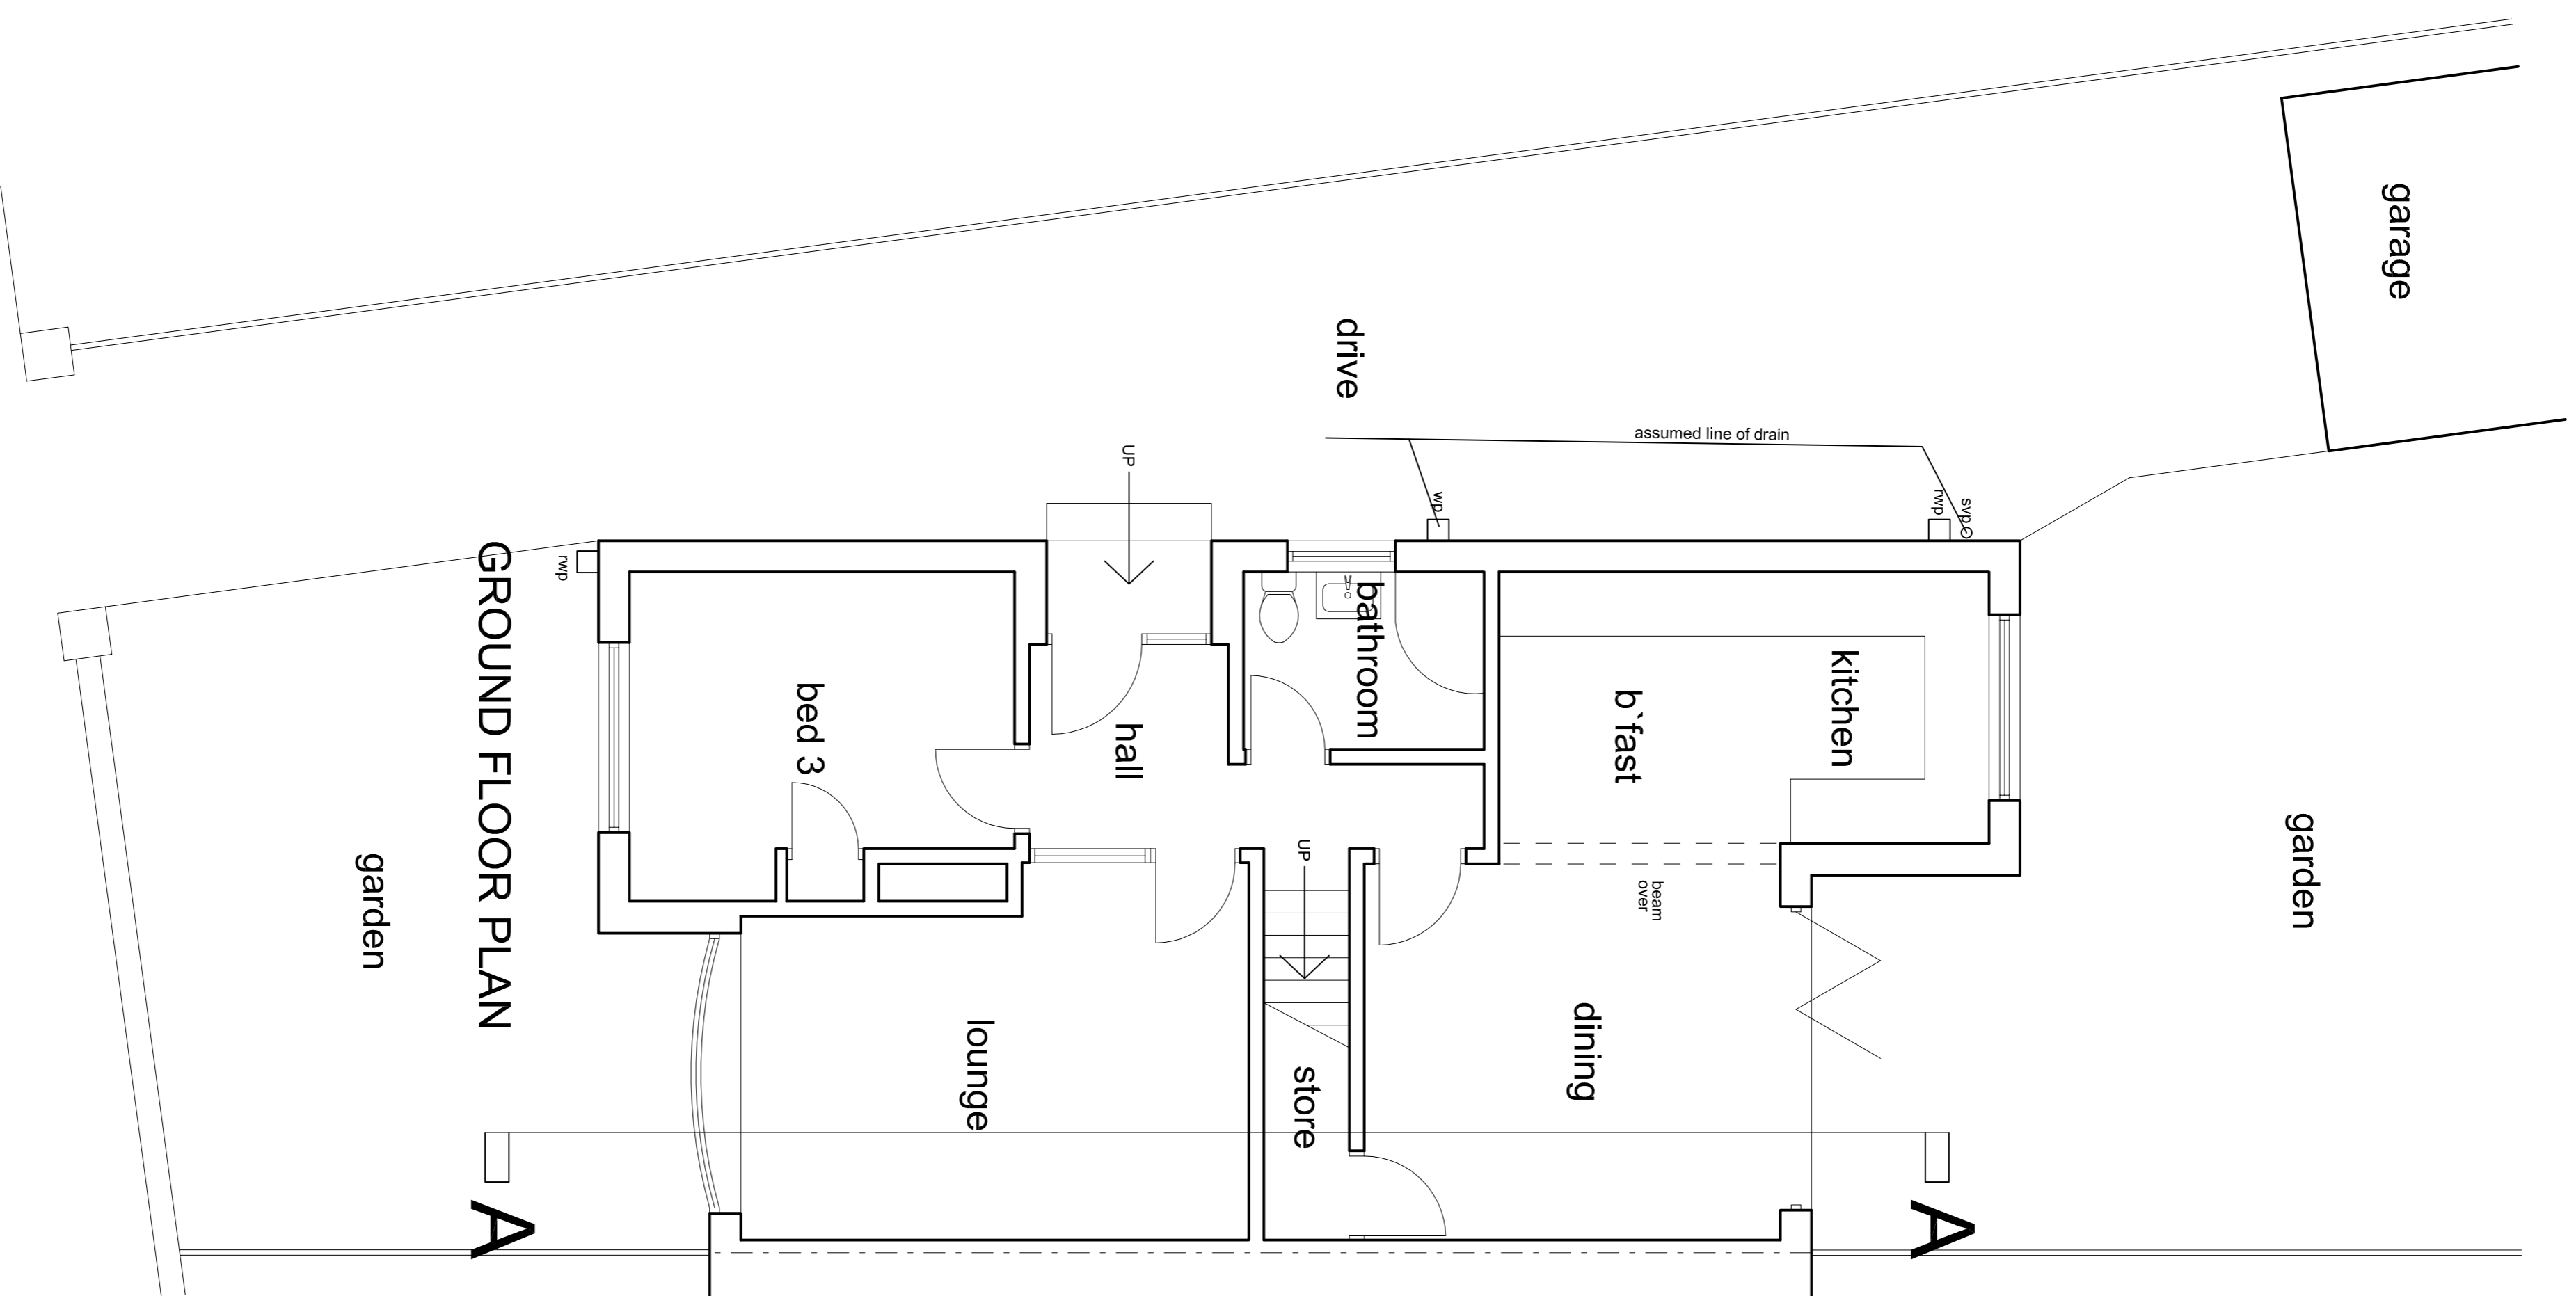 garage
drive
assumed line of drain
UP
wp
rwp
svp
rwp
GROUND FLOOR PLAN
bathroom
kitchen
b`fast
bed 3
hall
UP
beam
over
garden
garden
dining
lounge
store
A
A